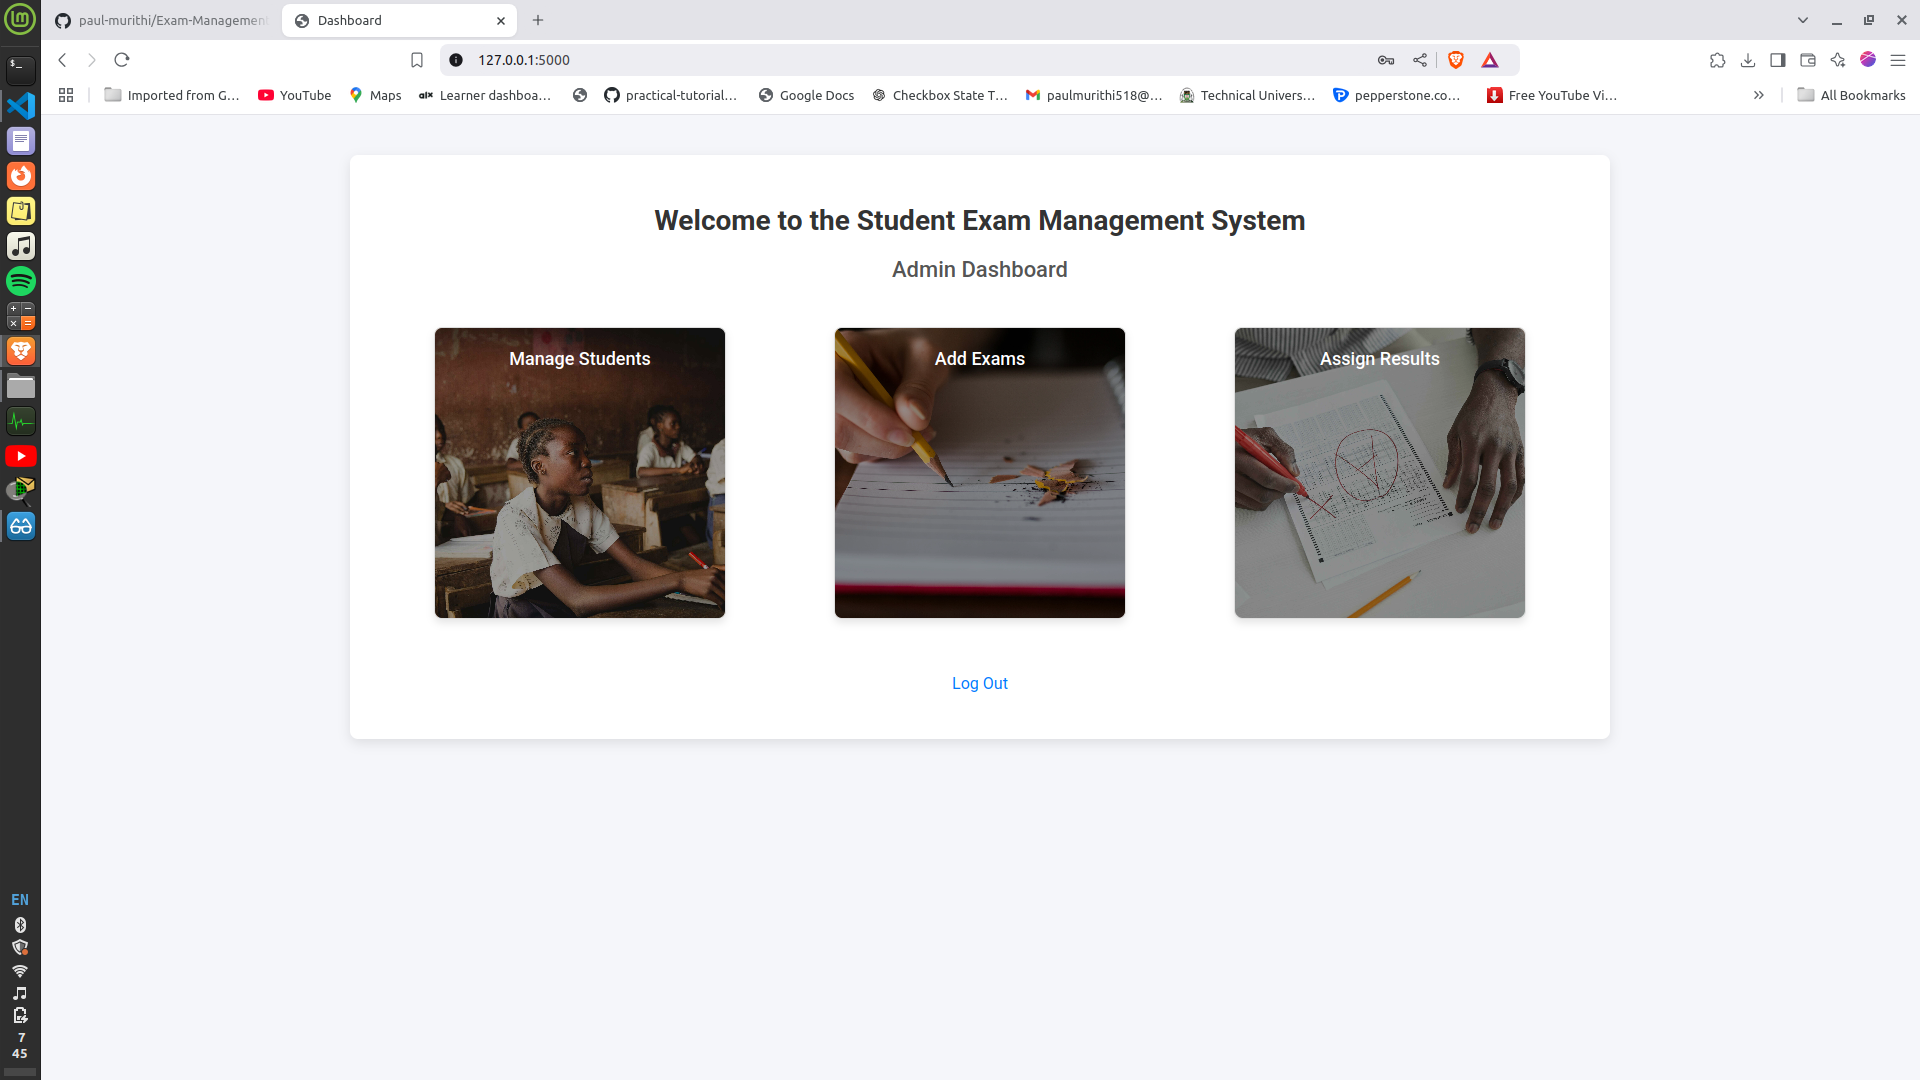 paul-murithi/Exam-Management
Dashboard
127.0.0.1:5000
Imported from G...
YouTube
Maps
Learner dashboa...
practical-tutorial...
Google Docs
Checkbox State T...
paulmurithi518@...
Technical Univers...
pepperstone.co...
Free YouTube Vi...
All Bookmarks
Welcome to the Student Exam Management System
Admin Dashboard
Manage Students
Add Exams
Assign Results
Log Out
EN
7
45